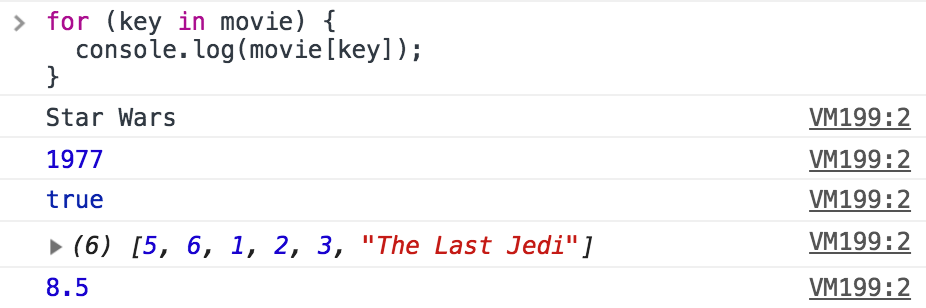 for (key in movie) {
console.log(movie[key]);
}
Star Wars VM199:2
1977 VM199:2
true VM199:2
(6) [5, 6, 1, 2, 3, "The Last Jedi"] VM199:2
8.5 VM199:2